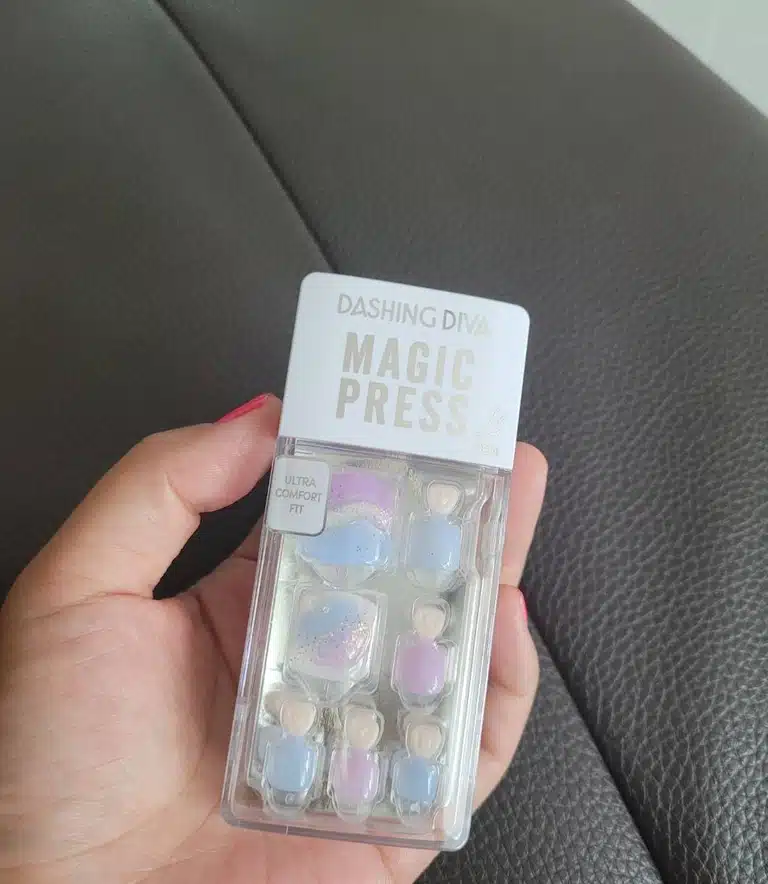 DASHING DIVA
MAGIC
PRESS
ULTRA
COMFORT
FIT